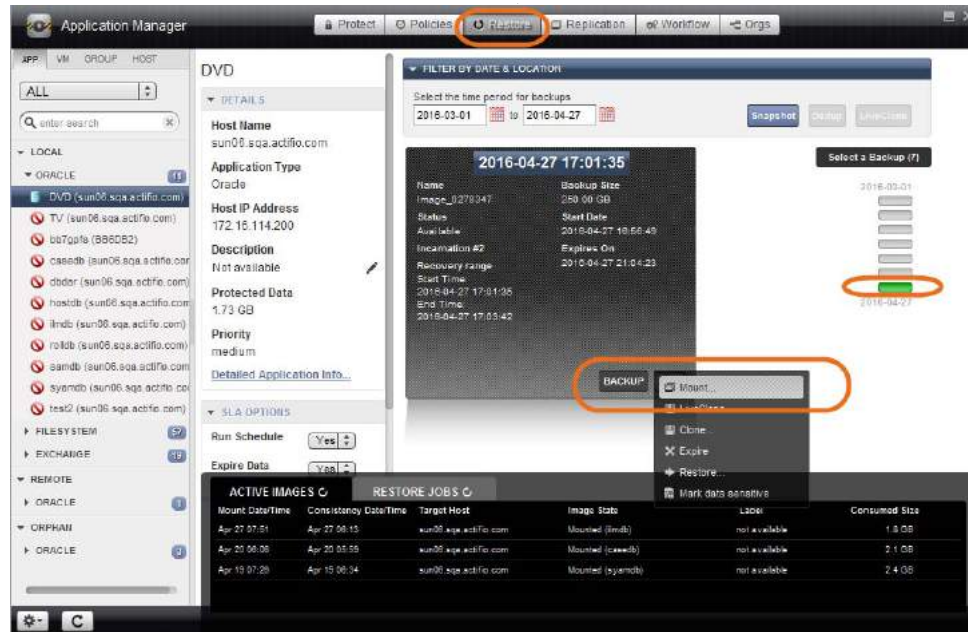 Application Manager
Protect
Policies
Restore
Replication
Workflow
Orgs
APP VM GROUP HOST
ALL
enter search
LOCAL
ORACLE
DVD (sun06.sqa.actifio.com)
TV (sun06.sqa.actifio.com)
bb7gpfs (BB6DB2)
casedb (sun06.sqa.actifio.com
dbdor (sun06.sqa.actifio.com)
hostdb (sun06.sqa.actifio.com
ilmdb (sun06.sqa.actifio.com)
rolldb (sun06.sqa.actifio.com)
samdb (sun06.sqa.actifio.com
syamdb (sun06.sqa.actifio.co
test2 (sun06.sqa.actifio.com)
FILESYSTEM
EXCHANGE
REMOTE
ORACLE
ORPHAN
ORACLE
DVD
DETAILS
Host Name
sun06.sqa.actifio.com
Application Type
Oracle
Host IP Address
172.16.114.200
Description
Not available
Protected Data
1.73 GB
Priority
medium
Detailed Application Info...
SLA OPTIONS
Run Schedule Yes
Expire Data Yes
FILTER BY DATE & LOCATION
Select the time period for backups
2016-03-01 to 2016-04-27
Snapshot Dedup LiveClone
2016-04-27 17:01:35
Name
Image_0278347
Status
Available
Incarnation #2
Recovery range
Start Time:
2016-04-27 17:01:35
End Time:
2016-04-27 17:03:42
Backup Size
250.00 GB
Start Date
2016-04-27 16:56:49
Expires On
2016-04-27 21:04:23
Select a Backup (7)
2016-03-01
2016-04-27
BACKUP
Mount...
LiveClone...
Clone...
Expire
Restore...
Mark data sensitive
ACTIVE IMAGES
RESTORE JOBS
Mount Date/Time Consistency Date/Time Target Host Image State Label Consumed Size
Apr 27 07:51 Apr 27 06:13 sun06.sqa.actifio.com Mounted (ilmdb) not available 1.8 GB
Apr 20 06:06 Apr 20 05:59 sun06.sqa.actifio.com Mounted (casedb) not available 2.1 GB
Apr 19 07:26 Apr 15 06:34 sun06.sqa.actifio.com Mounted (syamdb) not available 2.4 GB